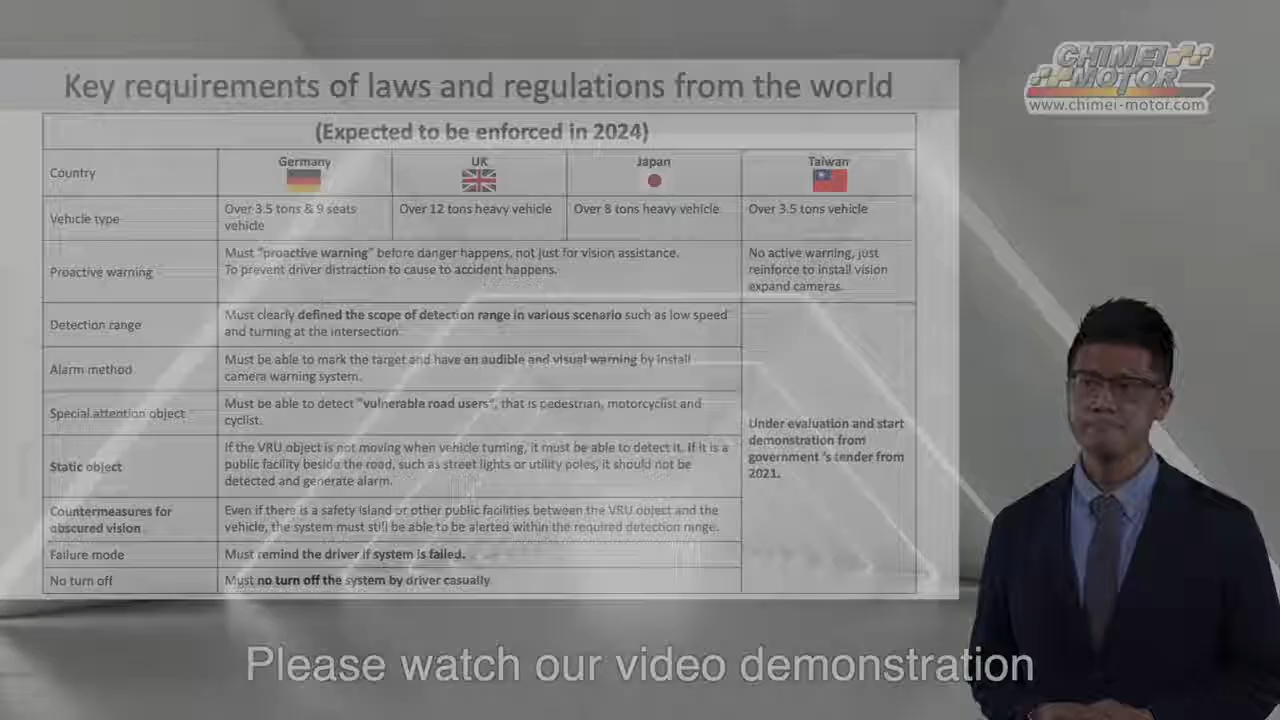 CHIMEI
MOTOR
www.chimei-motor.com
Key requirements of laws and regulations from the world
(Expected to be enforced in 2024)
Country
Germany
UK
Japan
Taiwan
Vehicle type
Over 3.5 tons & 9 seats
vehicle
Over 12 tons heavy vehicle
Over 8 tons heavy vehicle
Over 3.5 tons vehicle
Proactive warning
Must "proactive warning" before danger happens, not just for vision assistance.
To prevent driver distraction to cause to accident happens.
No active warning, just
reinforce to install vision
expand cameras.
Detection range
Must clearly defined the scope of detection range in various scenario such as low speed
and turning at the intersection.
Alarm method
Must be able to mark the target and have an audible and visual warning by install
camera warning system.
Special attention object
Must be able to detect "vulnerable road users", that is pedestrian, motorcyclist and
cyclist.
Static object
If the VRU object is not moving when vehicle turning, it must be able to detect it. If it is a
public facility beside the road, such as street lights or utility poles, it should not be
detected and generate alarm.
Countermeasures for
obscured vision
Even if there is a safety island or other public facilities between the VRU object and the
vehicle, the system must still be able to be alerted within the required detection range.
Failure mode
Must remind the driver if system is failed.
No turn off
Must no turn off the system by driver casually
Under evaluation and start
demonstration from
government 's tender from
2021.
Please watch our video demonstration